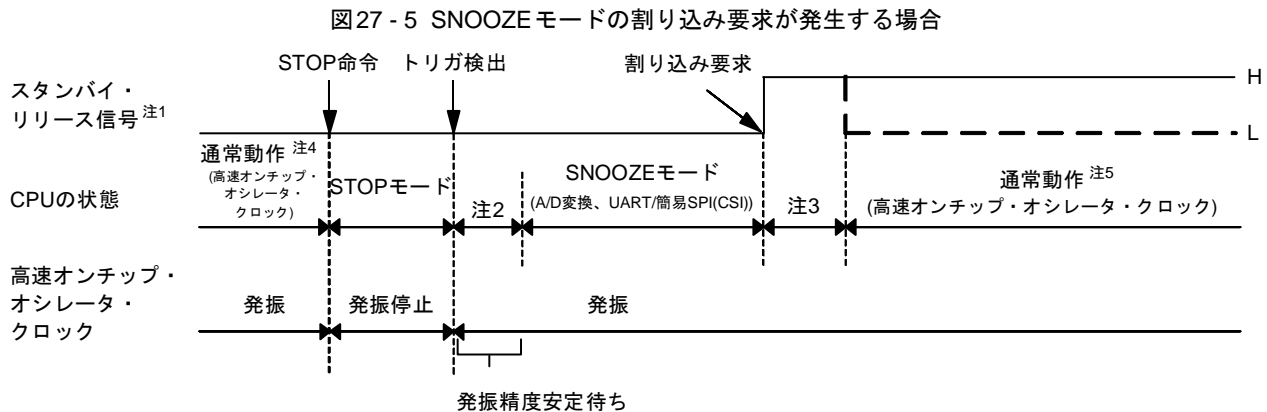 図27 - 5 SNOOZEモードの割り込み要求が発生する場合
STOP命令 トリガ検出 割り込み要求
スタンバイ・
リリース信号 注1
H
L
CPUの状態
通常動作 注4
(高速オンチップ・
オシレータ・
クロック)
STOPモード
注2
SNOOZEモード
(A/D変換、UART/簡易SPI(CSI))
注3
通常動作 注5
(高速オンチップ・オシレータ・クロック)
高速オンチップ・
オシレータ・
クロック
発振 発振停止 発振
発振精度安定待ち